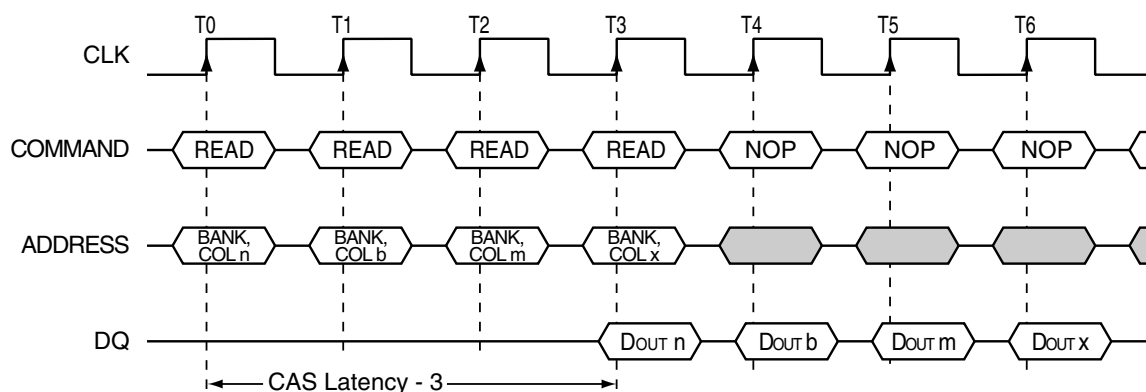 T0 T1 T2 T3 T4 T5 T6
CLK
COMMAND READ READ READ READ NOP NOP NOP
ADDRESS BANK, COL n BANK, COL b BANK, COL m BANK, COL x
DQ DOUT n DOUT b DOUT m DOUT x
CAS Latency - 3